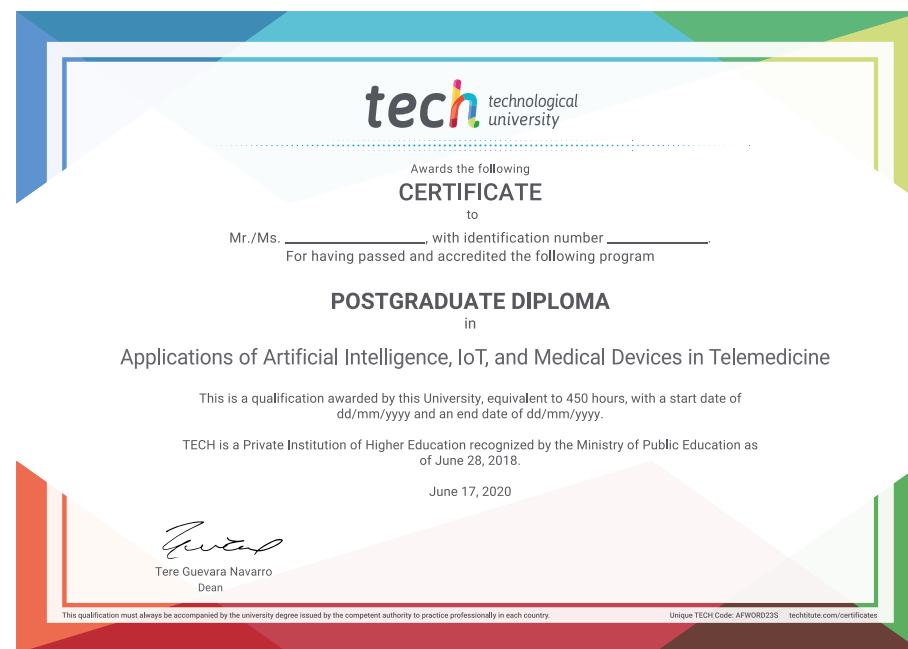 tech technological
university
Awards the following
CERTIFICATE
to
Mr./Ms. ____________________, with identification number ______________.
For having passed and accredited the following program
POSTGRADUATE DIPLOMA
in
Applications of Artificial Intelligence, IoT, and Medical Devices in Telemedicine
This is a qualification awarded by this University, equivalent to 450 hours, with a start date of
dd/mm/yyyy and an end date of dd/mm/yyyy.
TECH is a Private Institution of Higher Education recognized by the Ministry of Public Education as
of June 28, 2018.
June 17, 2020
Tere Guevara Navarro
Dean
This qualification must always be accompanied by the university degree issued by the competent authority to practice professionally in each country. Unique TECH Code: AFWORD23S techtitute.com/certificates